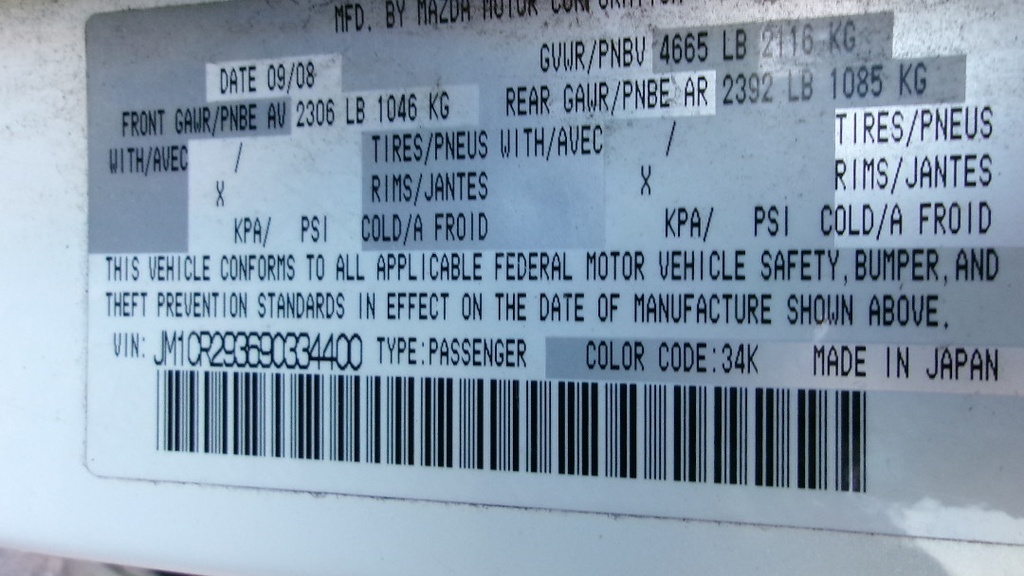 MFD. BY MAZDA MOTOR CORPORATION
DATE 09/08 GVWR/PNBV 4665 LB 2116 KG
FRONT GAWR/PNBE AV 2306 LB 1046 KG REAR GAWR/PNBE AR 2392 LB 1085 KG
WITH/AVEC / TIRES/PNEUS WITH/AVEC / TIRES/PNEUS
X RIMS/JANTES X RIMS/JANTES
KPA/ PSI COLD/A FROID KPA/ PSI COLD/A FROID
THIS VEHICLE CONFORMS TO ALL APPLICABLE FEDERAL MOTOR VEHICLE SAFETY, BUMPER, AND
THEFT PREVENTION STANDARDS IN EFFECT ON THE DATE OF MANUFACTURE SHOWN ABOVE.
VIN: JM1CR293690334400 TYPE:PASSENGER COLOR CODE:34K MADE IN JAPAN